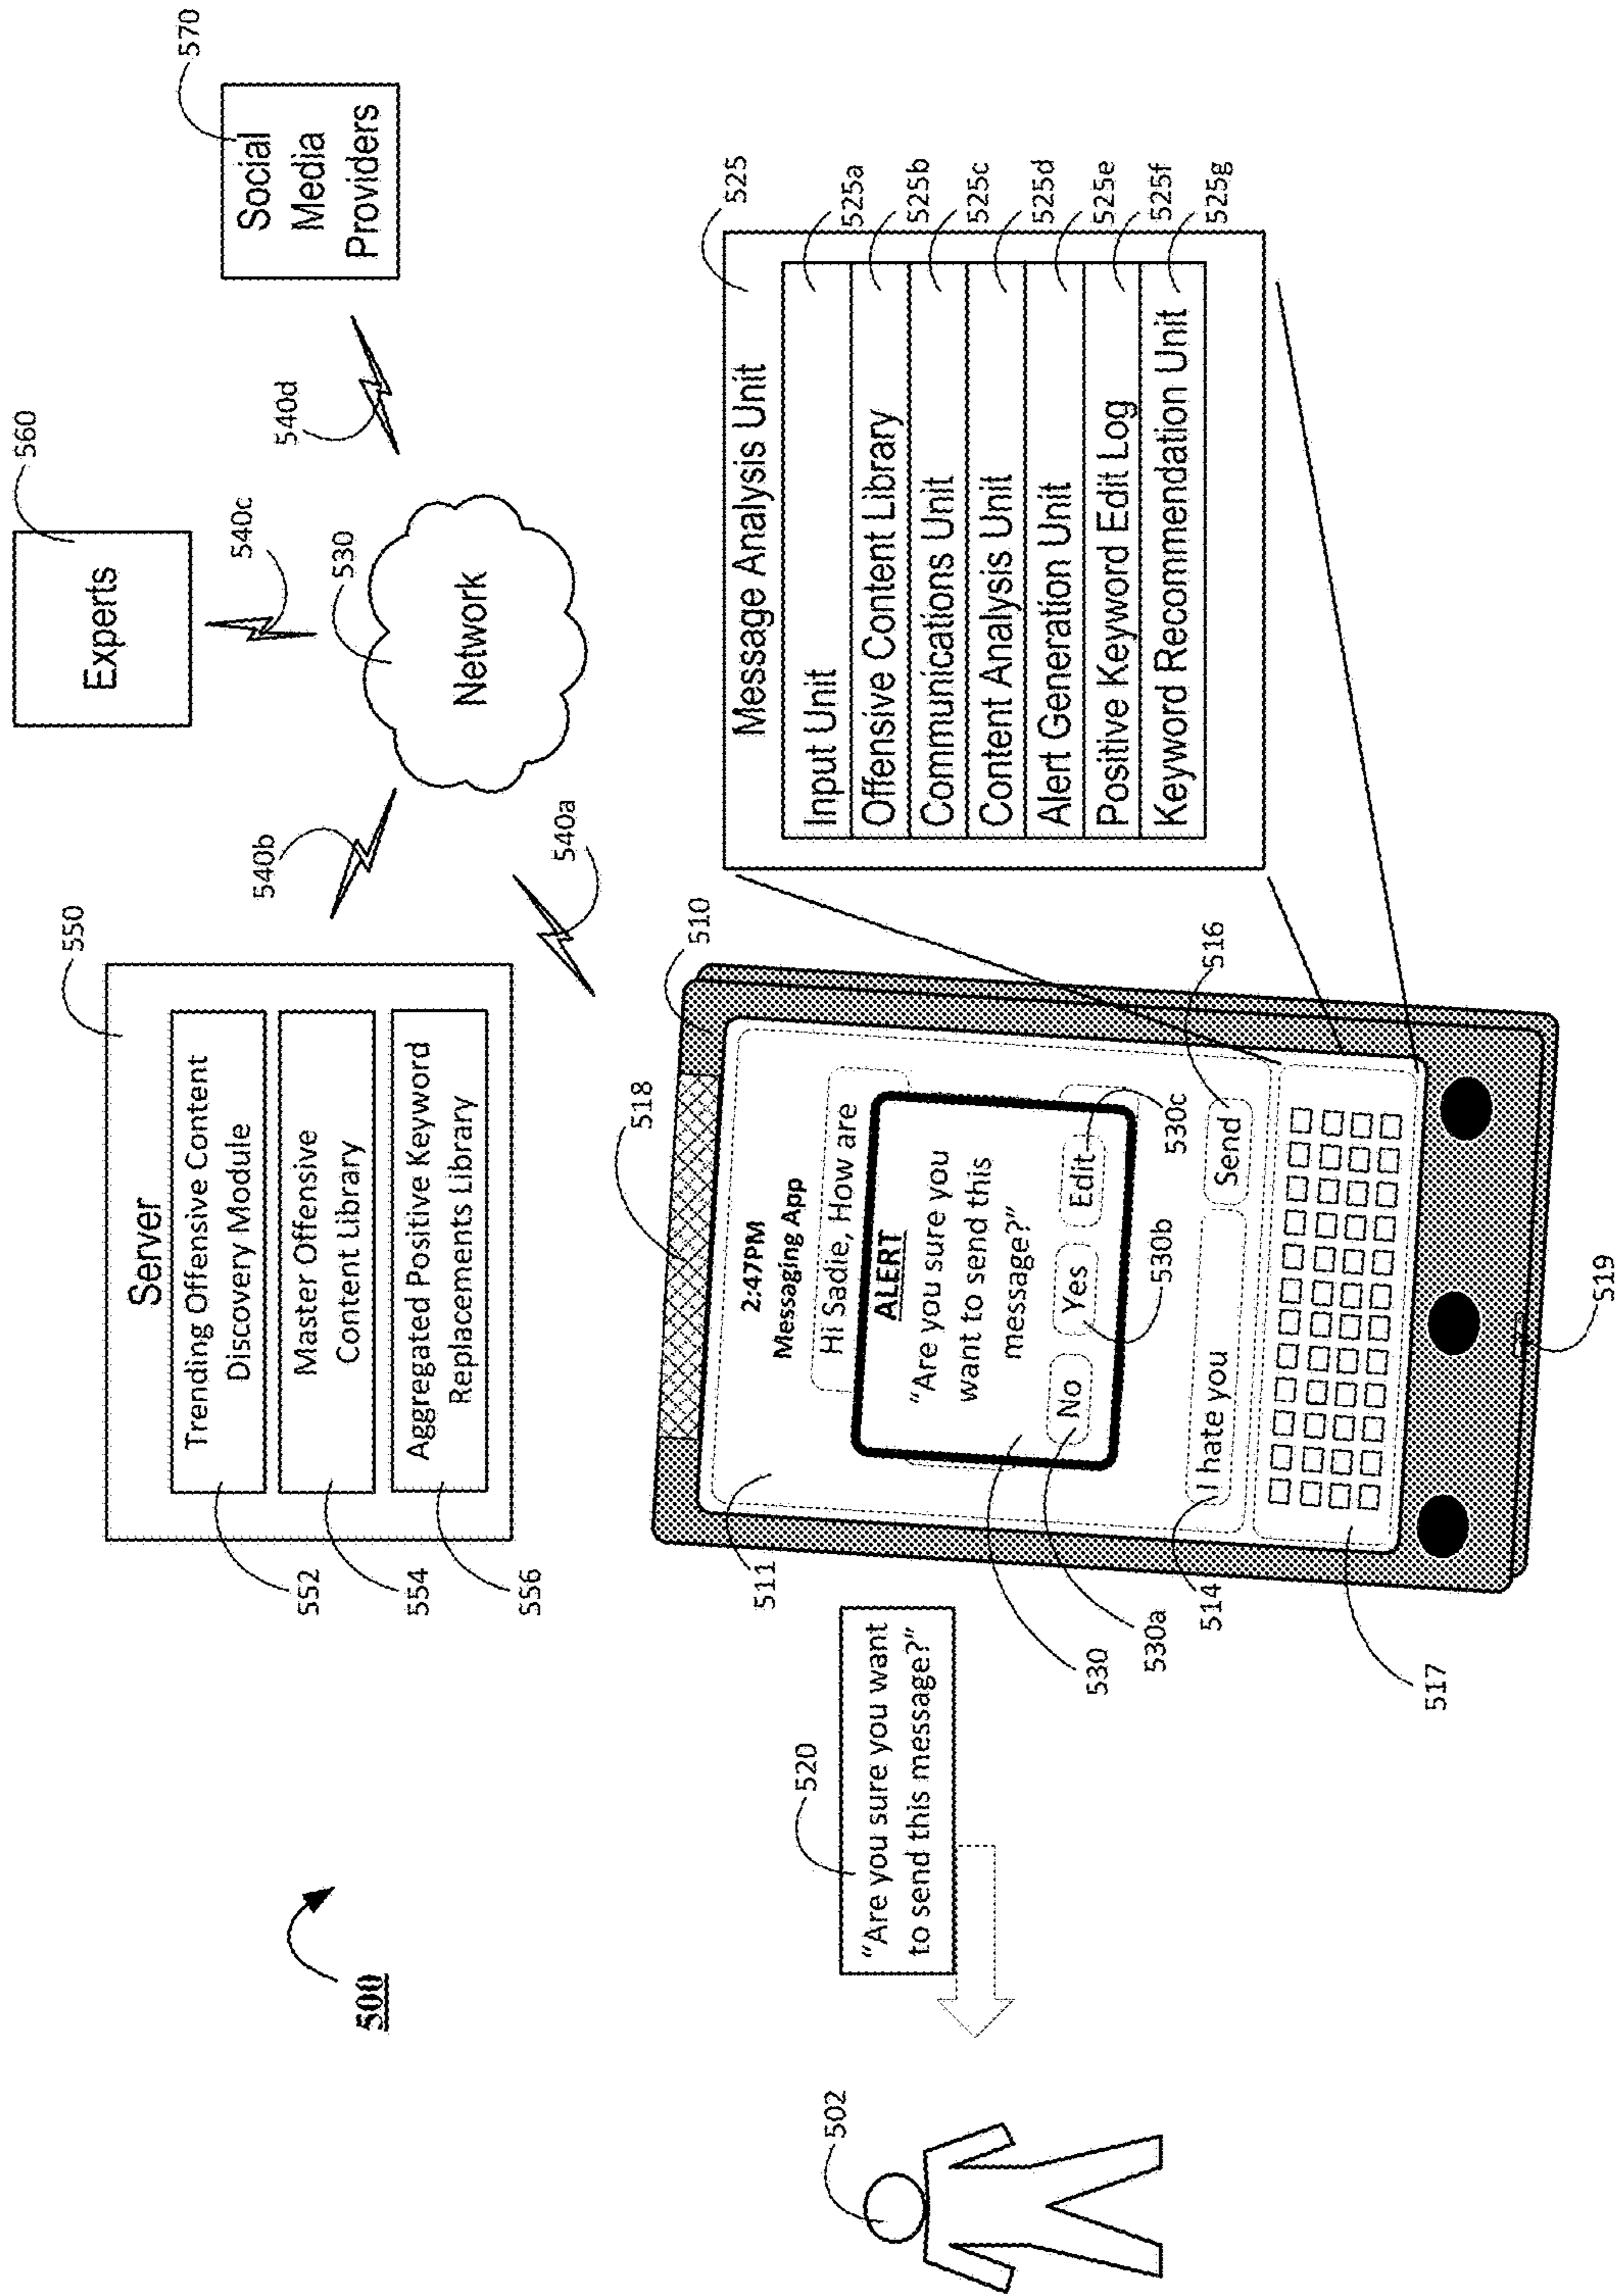 500
502
520
"Are you sure you want
to send this message?"
550
Server
Trending Offensive Content
Discovery Module
Master Offensive
Content Library
Aggregated Positive Keyword
Replacements Library
552
554
556
540b
540a
560
Experts
540c
530
Network
540d
570
Social
Media
Providers
510
518
511
2:47PM
Messaging App
Hi Sadie, How are
ALERT
"Are you sure you
want to send this
message?"
No
Yes
Edit
530
530a
530b
530c
I hate you
Send
514
516
517
519
525
Message Analysis Unit
Input Unit
525a
Offensive Content Library
525b
Communications Unit
525c
Content Analysis Unit
525d
Alert Generation Unit
525e
Positive Keyword Edit Log
525f
Keyword Recommendation Unit
525g